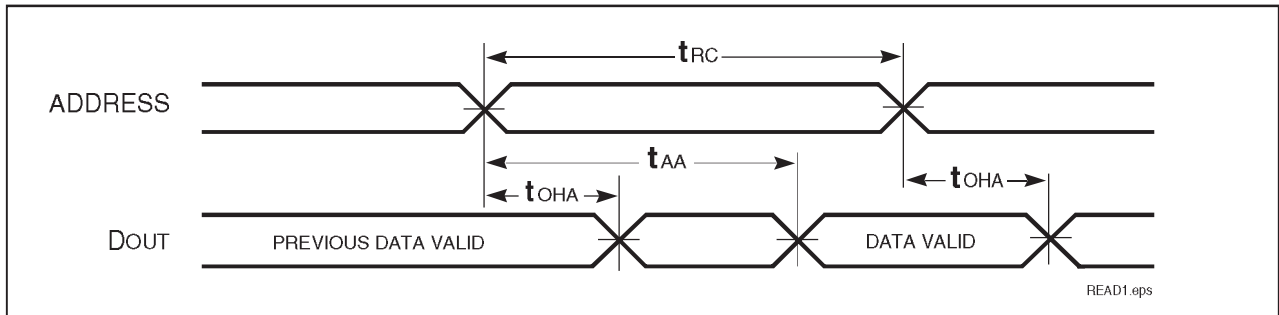 tRC
ADDRESS
tAA
tOHA
tOHA
DOUT
PREVIOUS DATA VALID
DATA VALID
READ1.eps